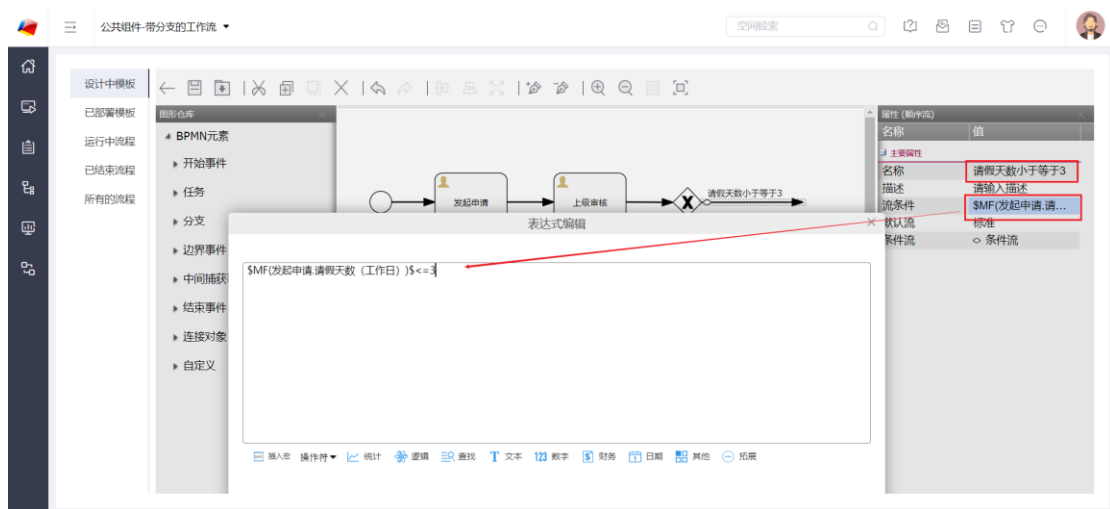 公共组件-带分支的工作流
空间检索
设计中模板
已部署模板
运行中流程
已结束流程
所有的流程
图形仓库
BPMN元素
开始事件
任务
分支
边界事件
中间捕获
结束事件
连接对象
自定义
发起申请
上级审核
X
请假天数小于等于3
属性 (顺序流)
名称 值
主要属性
名称 请假天数小于等于3
描述 请输入描述
流条件 $MF(发起申请.请...
默认流 标准
条件流 条件流
表达式编辑
$MF(发起申请.请假天数（工作日）)$<=3
插入宏 操作符 统计 逻辑 查找 T 文本 123 数字 $ 财务 日期 其他 拓展